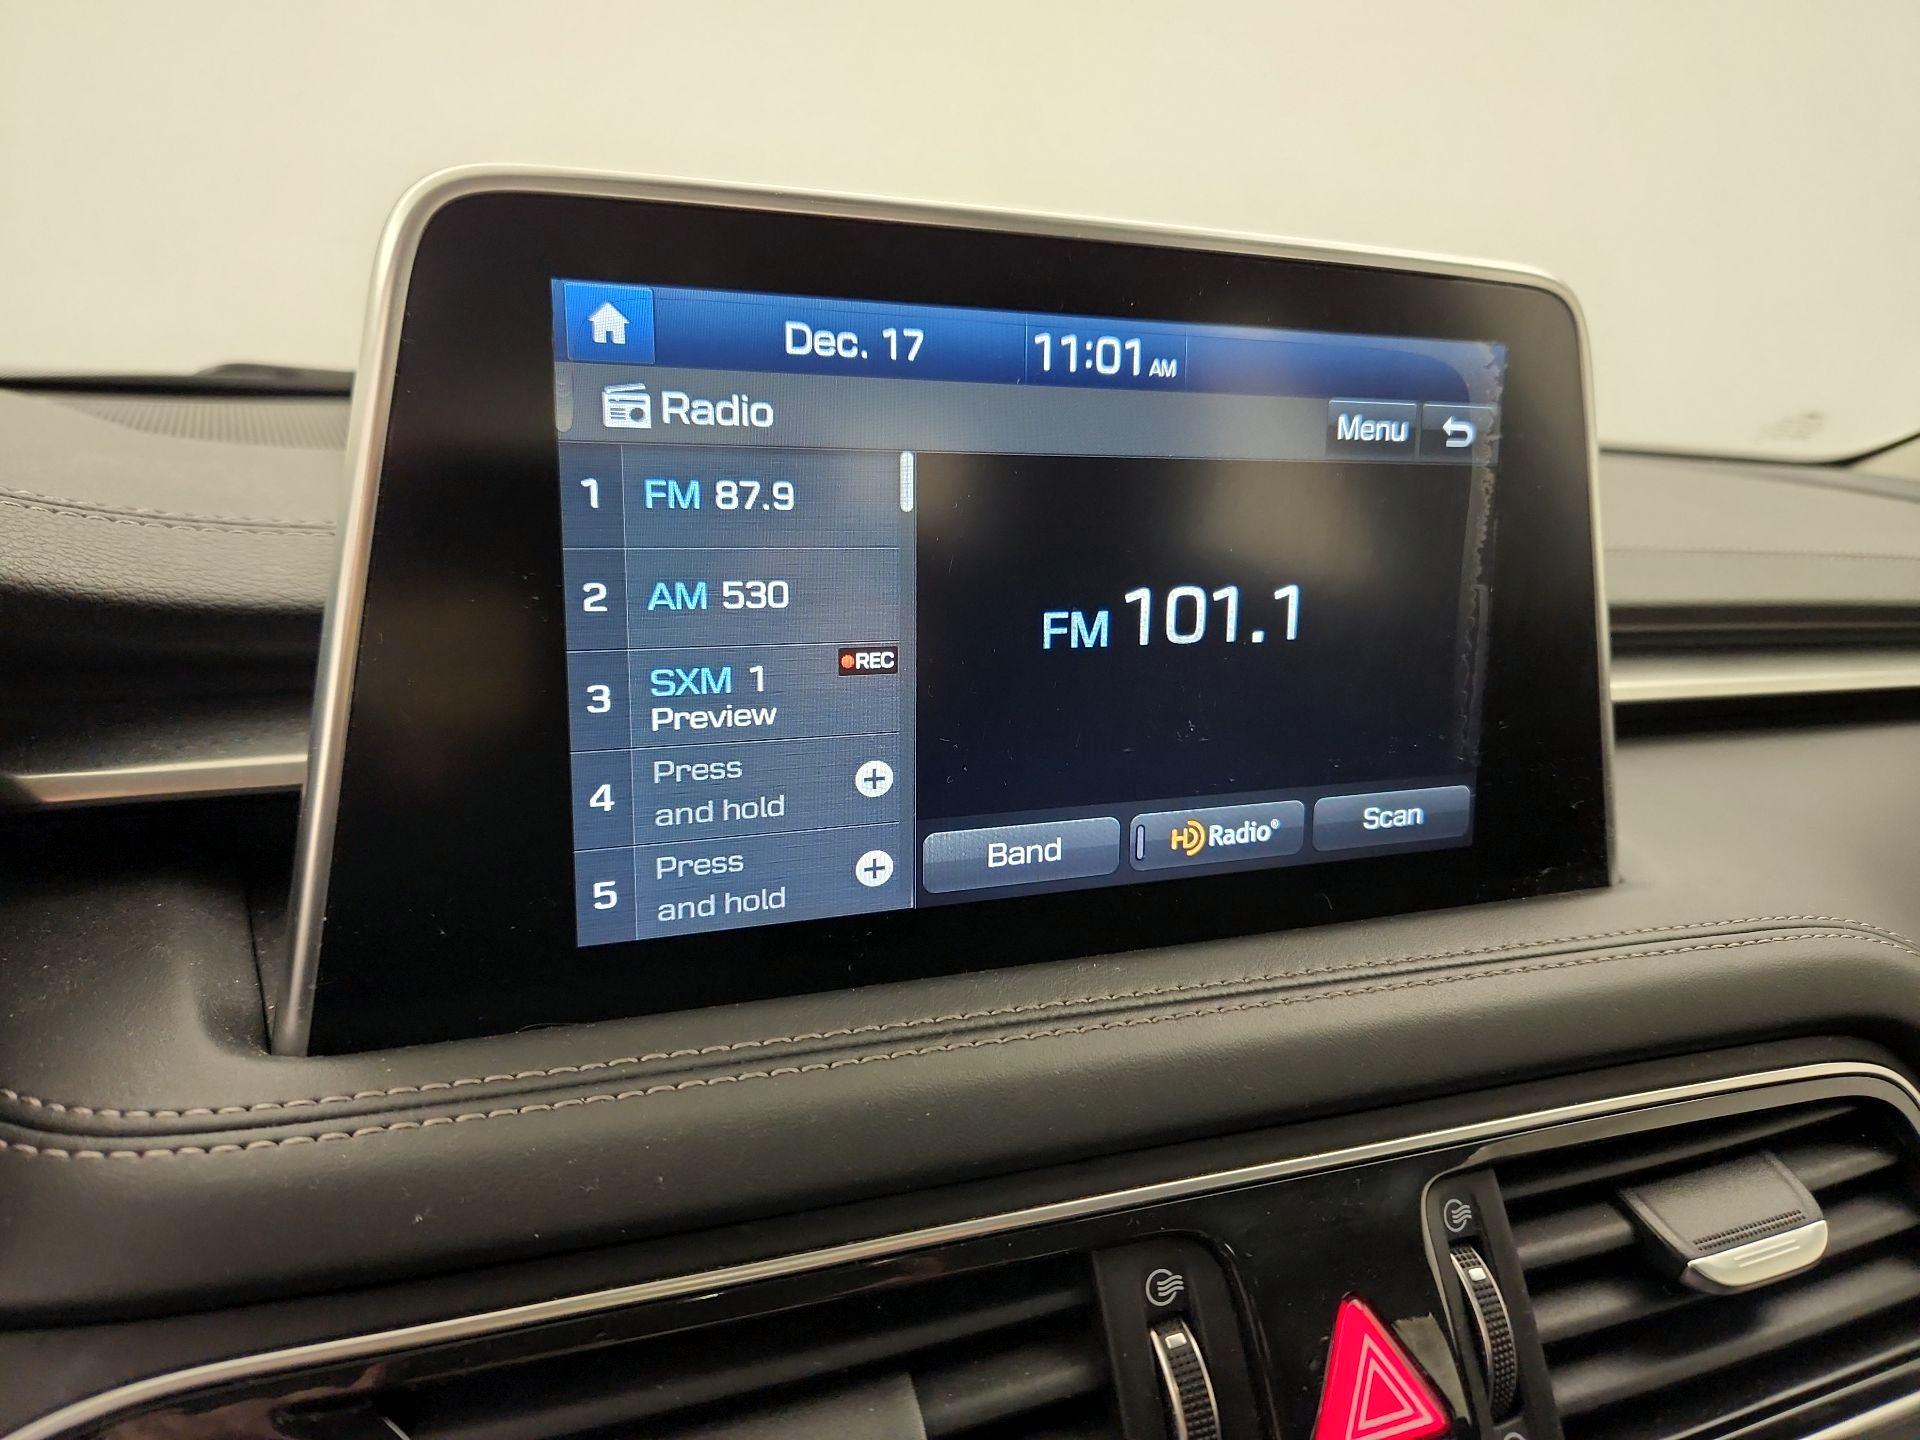 Dec. 17
11:01 AM
Radio
Menu
1 FM 87.9
2 AM 530
3 SXM 1
REC
Preview
4 Press
and hold
5 Press
and hold
FM 101.1
Band
HD Radio®
Scan